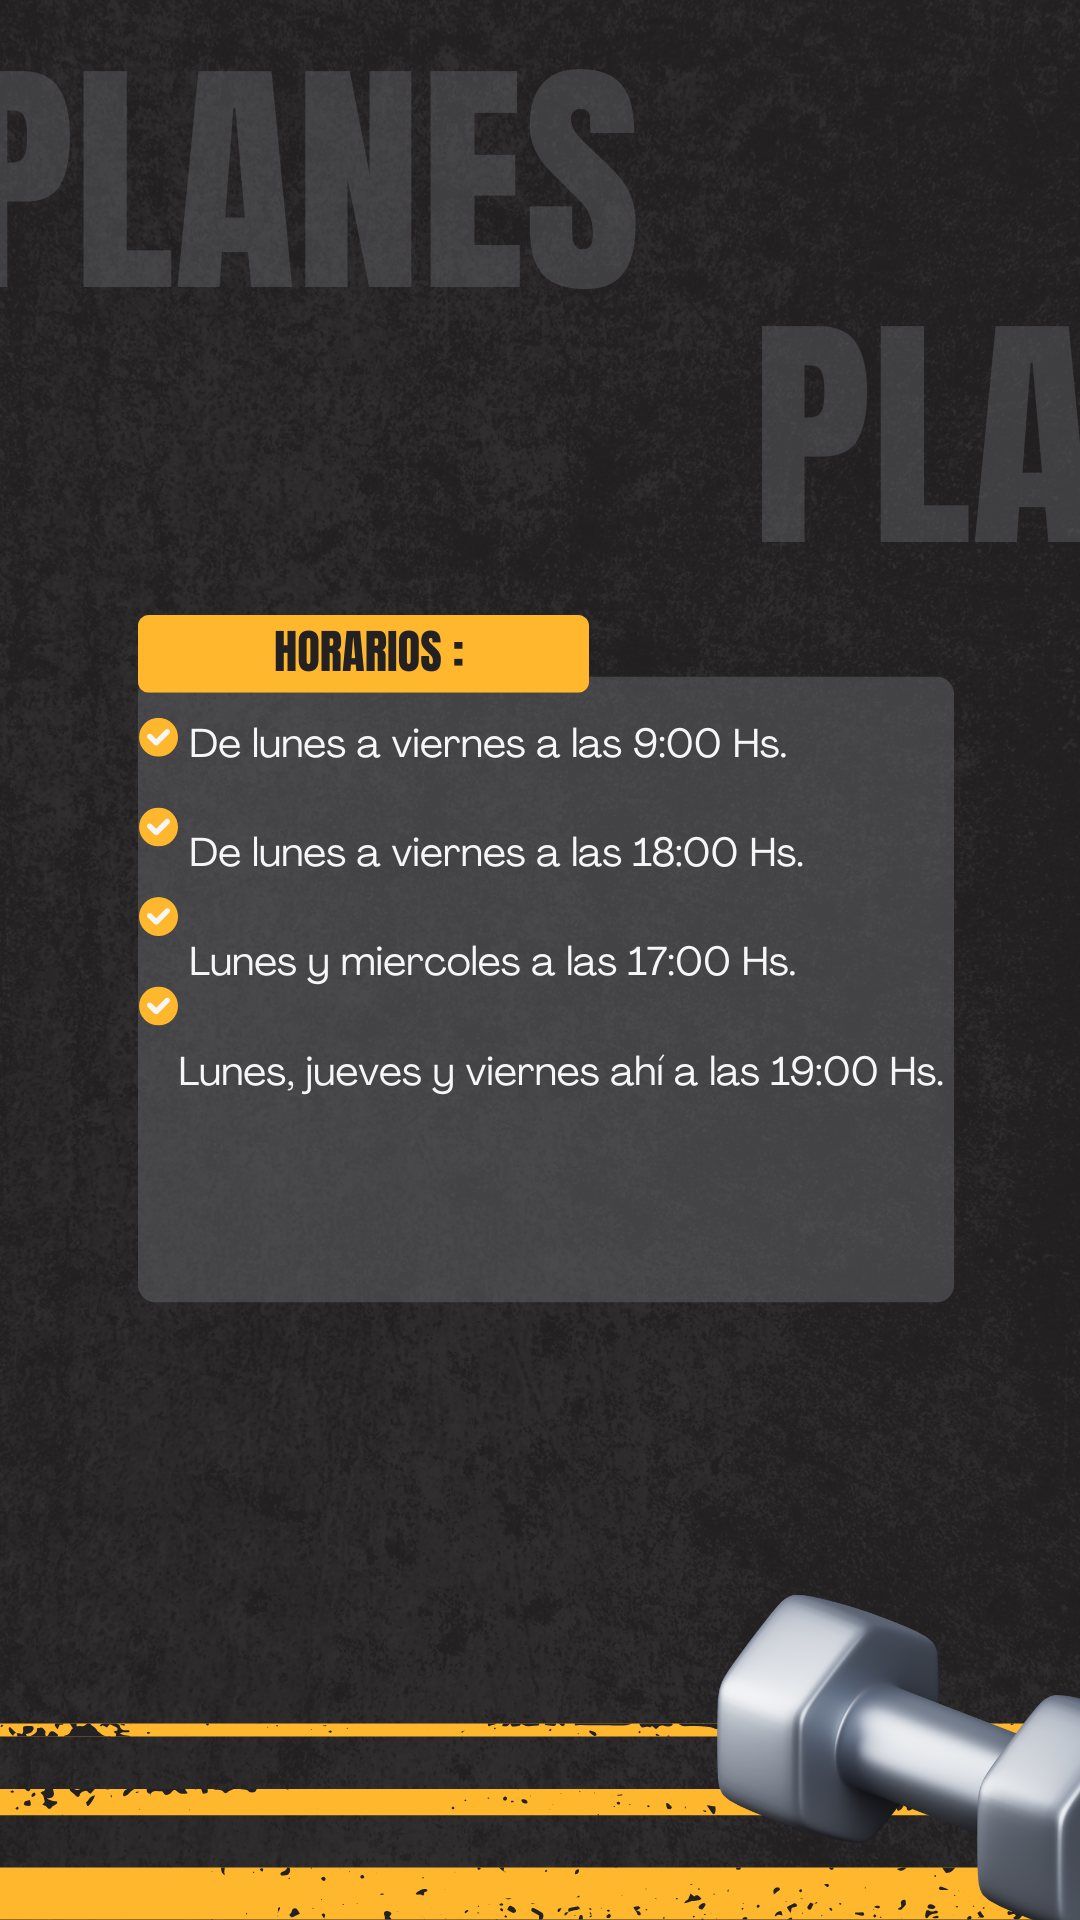 PLANES
PLA
HORARIOS :
De lunes a viernes a las 9:00 Hs.
De lunes a viernes a las 18:00 Hs.
Lunes y miercoles a las 17:00 Hs.
Lunes, jueves y viernes ahí a las 19:00 Hs.